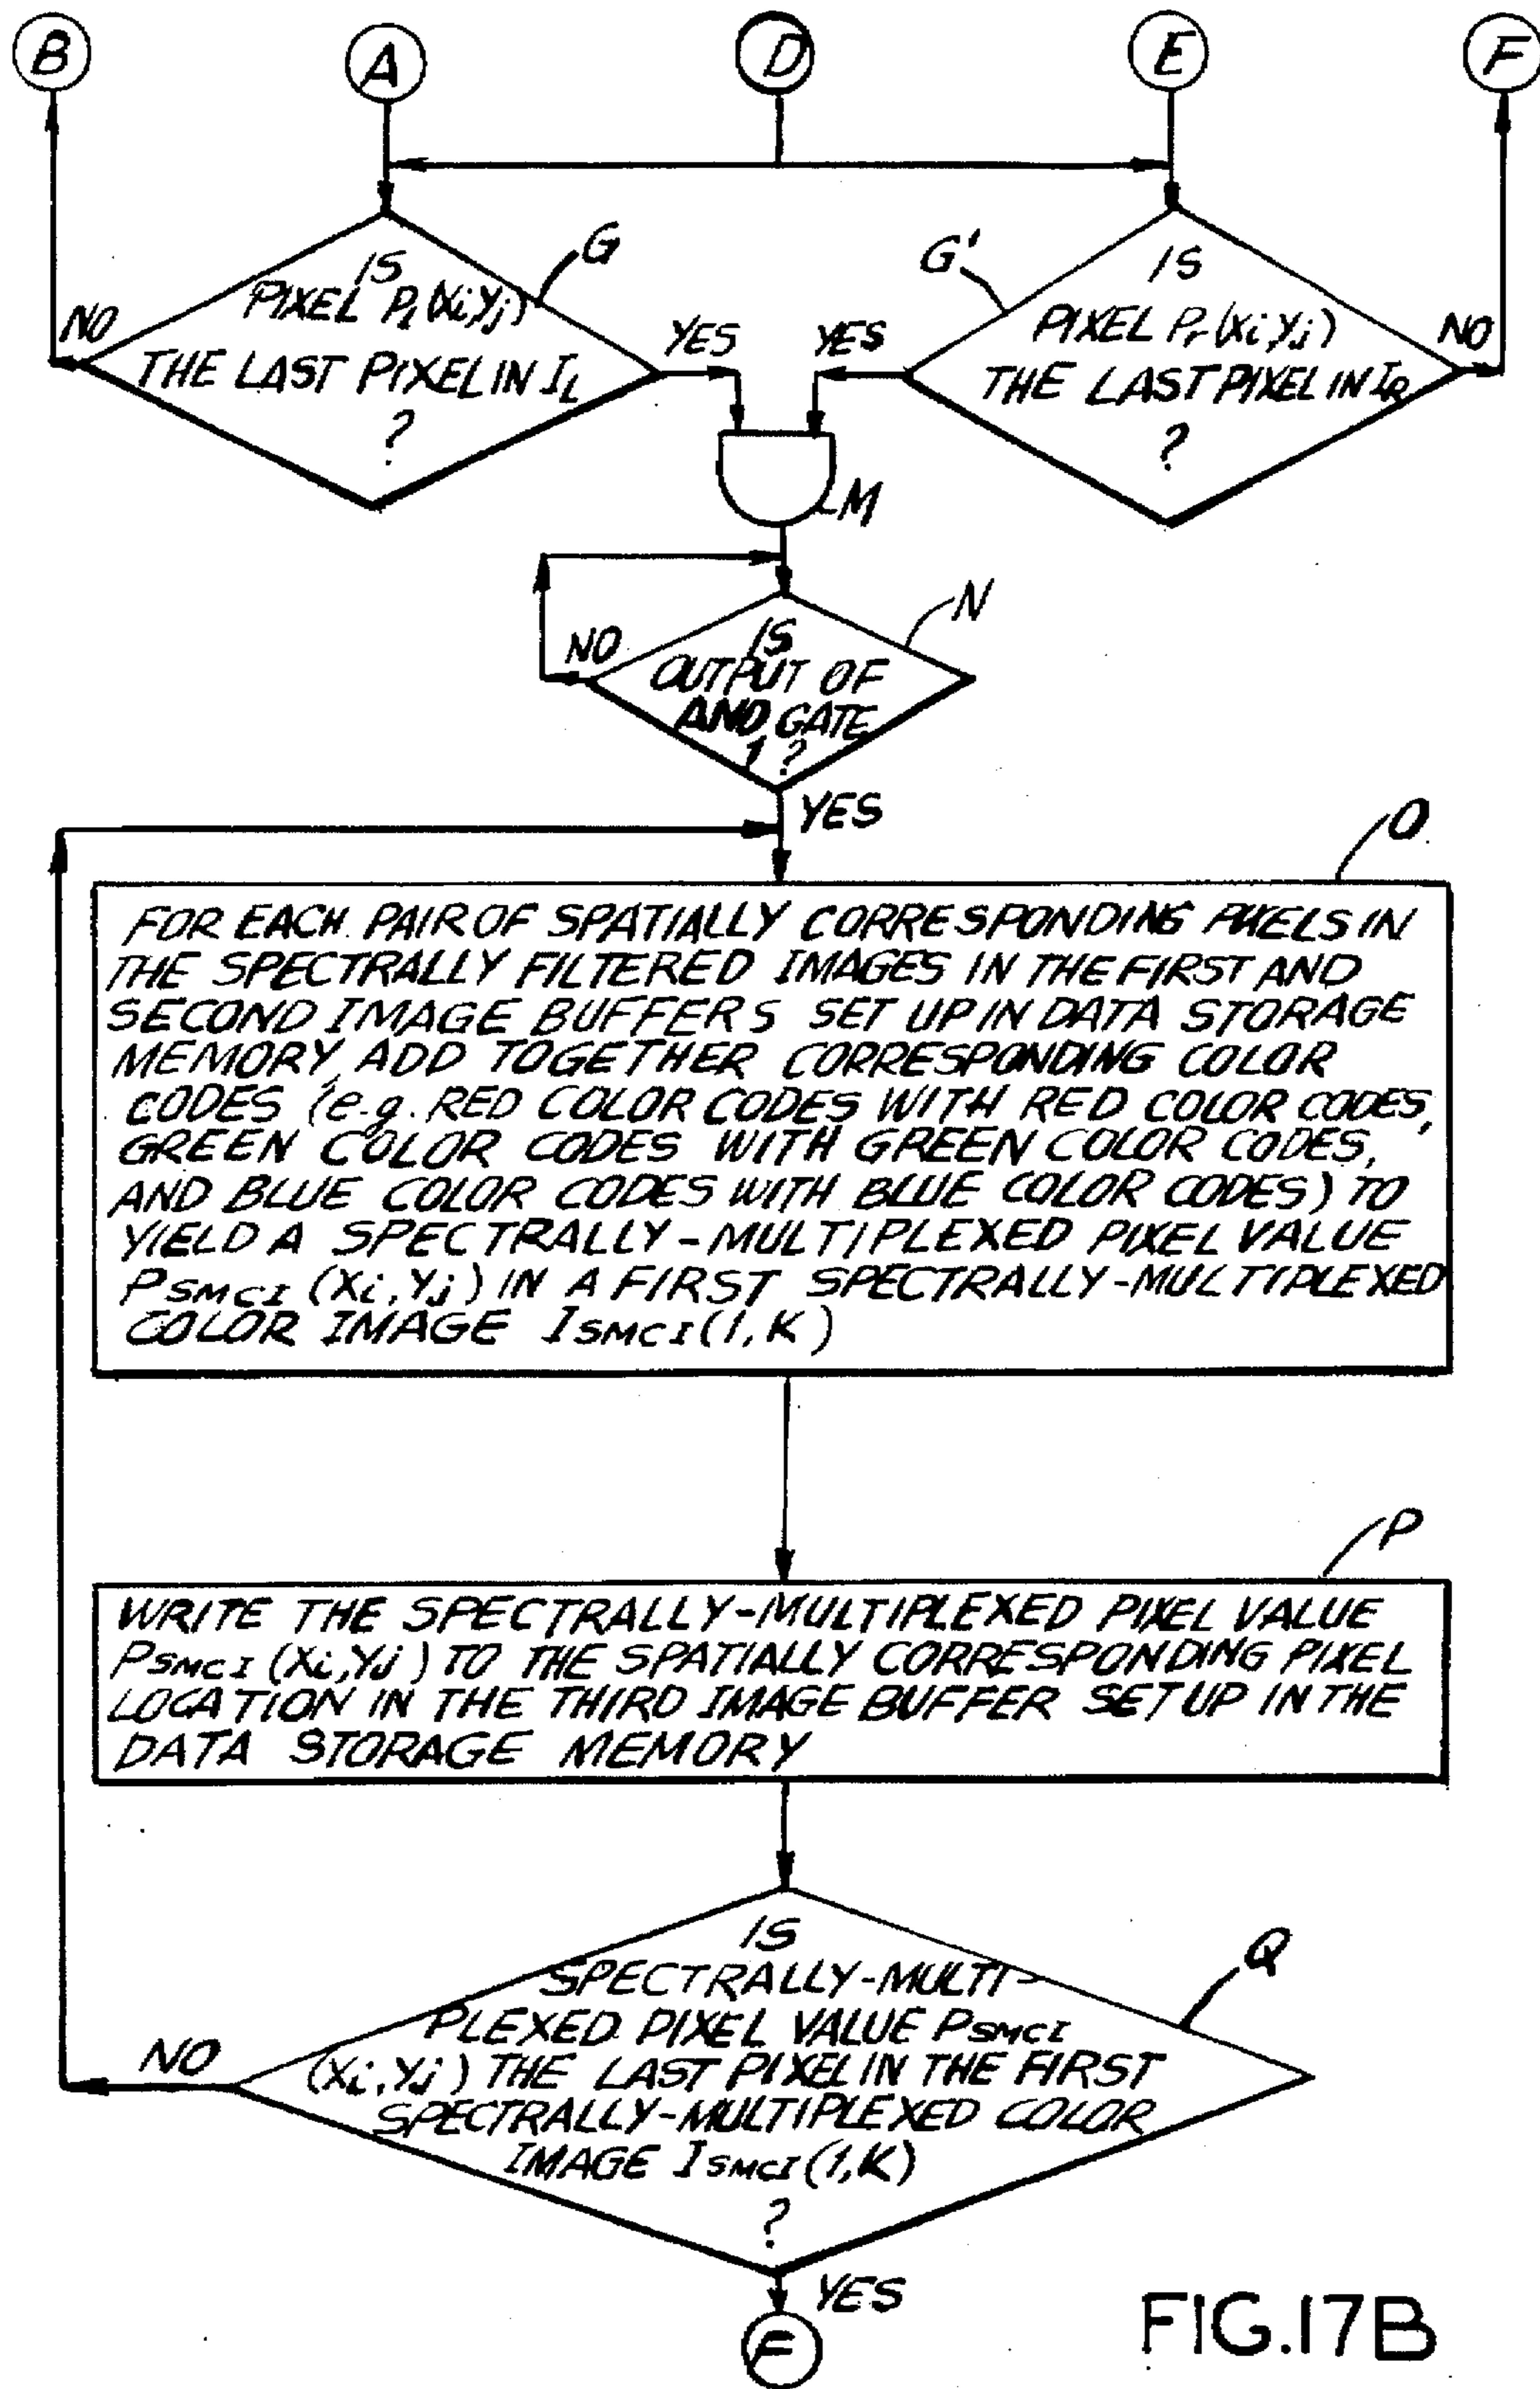 B A D E F
G
G'
IS
PIXEL Pl(Xi,Yj)
THE LAST PIXEL IN IL
?
NO
YES
IS
PIXEL Pr(Xi,Yj)
THE LAST PIXEL IN IR
?
YES
NO
M
N
NO
IS
OUTPUT OF
AND GATE
1?
YES
O
FOR EACH PAIR OF SPATIALLY CORRESPONDING PIXELS IN
THE SPECTRALLY FILTERED IMAGES IN THE FIRST AND
SECOND IMAGE BUFFERS SET UP IN DATA STORAGE
MEMORY, ADD TOGETHER CORRESPONDING COLOR
CODES (e.g. RED COLOR CODES WITH RED COLOR CODES,
GREEN COLOR CODES WITH GREEN COLOR CODES,
AND BLUE COLOR CODES WITH BLUE COLOR CODES) TO
YIELD A SPECTRALLY-MULTIPLEXED PIXEL VALUE
PSMCI (Xi,Yj) IN A FIRST SPECTRALLY-MULTIPLEXED
COLOR IMAGE ISMCI(1,K)
P
WRITE THE SPECTRALLY-MULTIPLEXED PIXEL VALUE
PSMCI (Xi,Yj) TO THE SPATIALLY CORRESPONDING PIXEL
LOCATION IN THE THIRD IMAGE BUFFER SET UP IN THE
DATA STORAGE MEMORY
Q
IS
SPECTRALLY-MULTI-
PLEXED PIXEL VALUE PSMCI
(Xi,Yj) THE LAST PIXEL IN THE FIRST
SPECTRALLY-MULTIPLEXED COLOR
IMAGE ISMCI(1,K)
?
NO
YES
F
FIG.17B